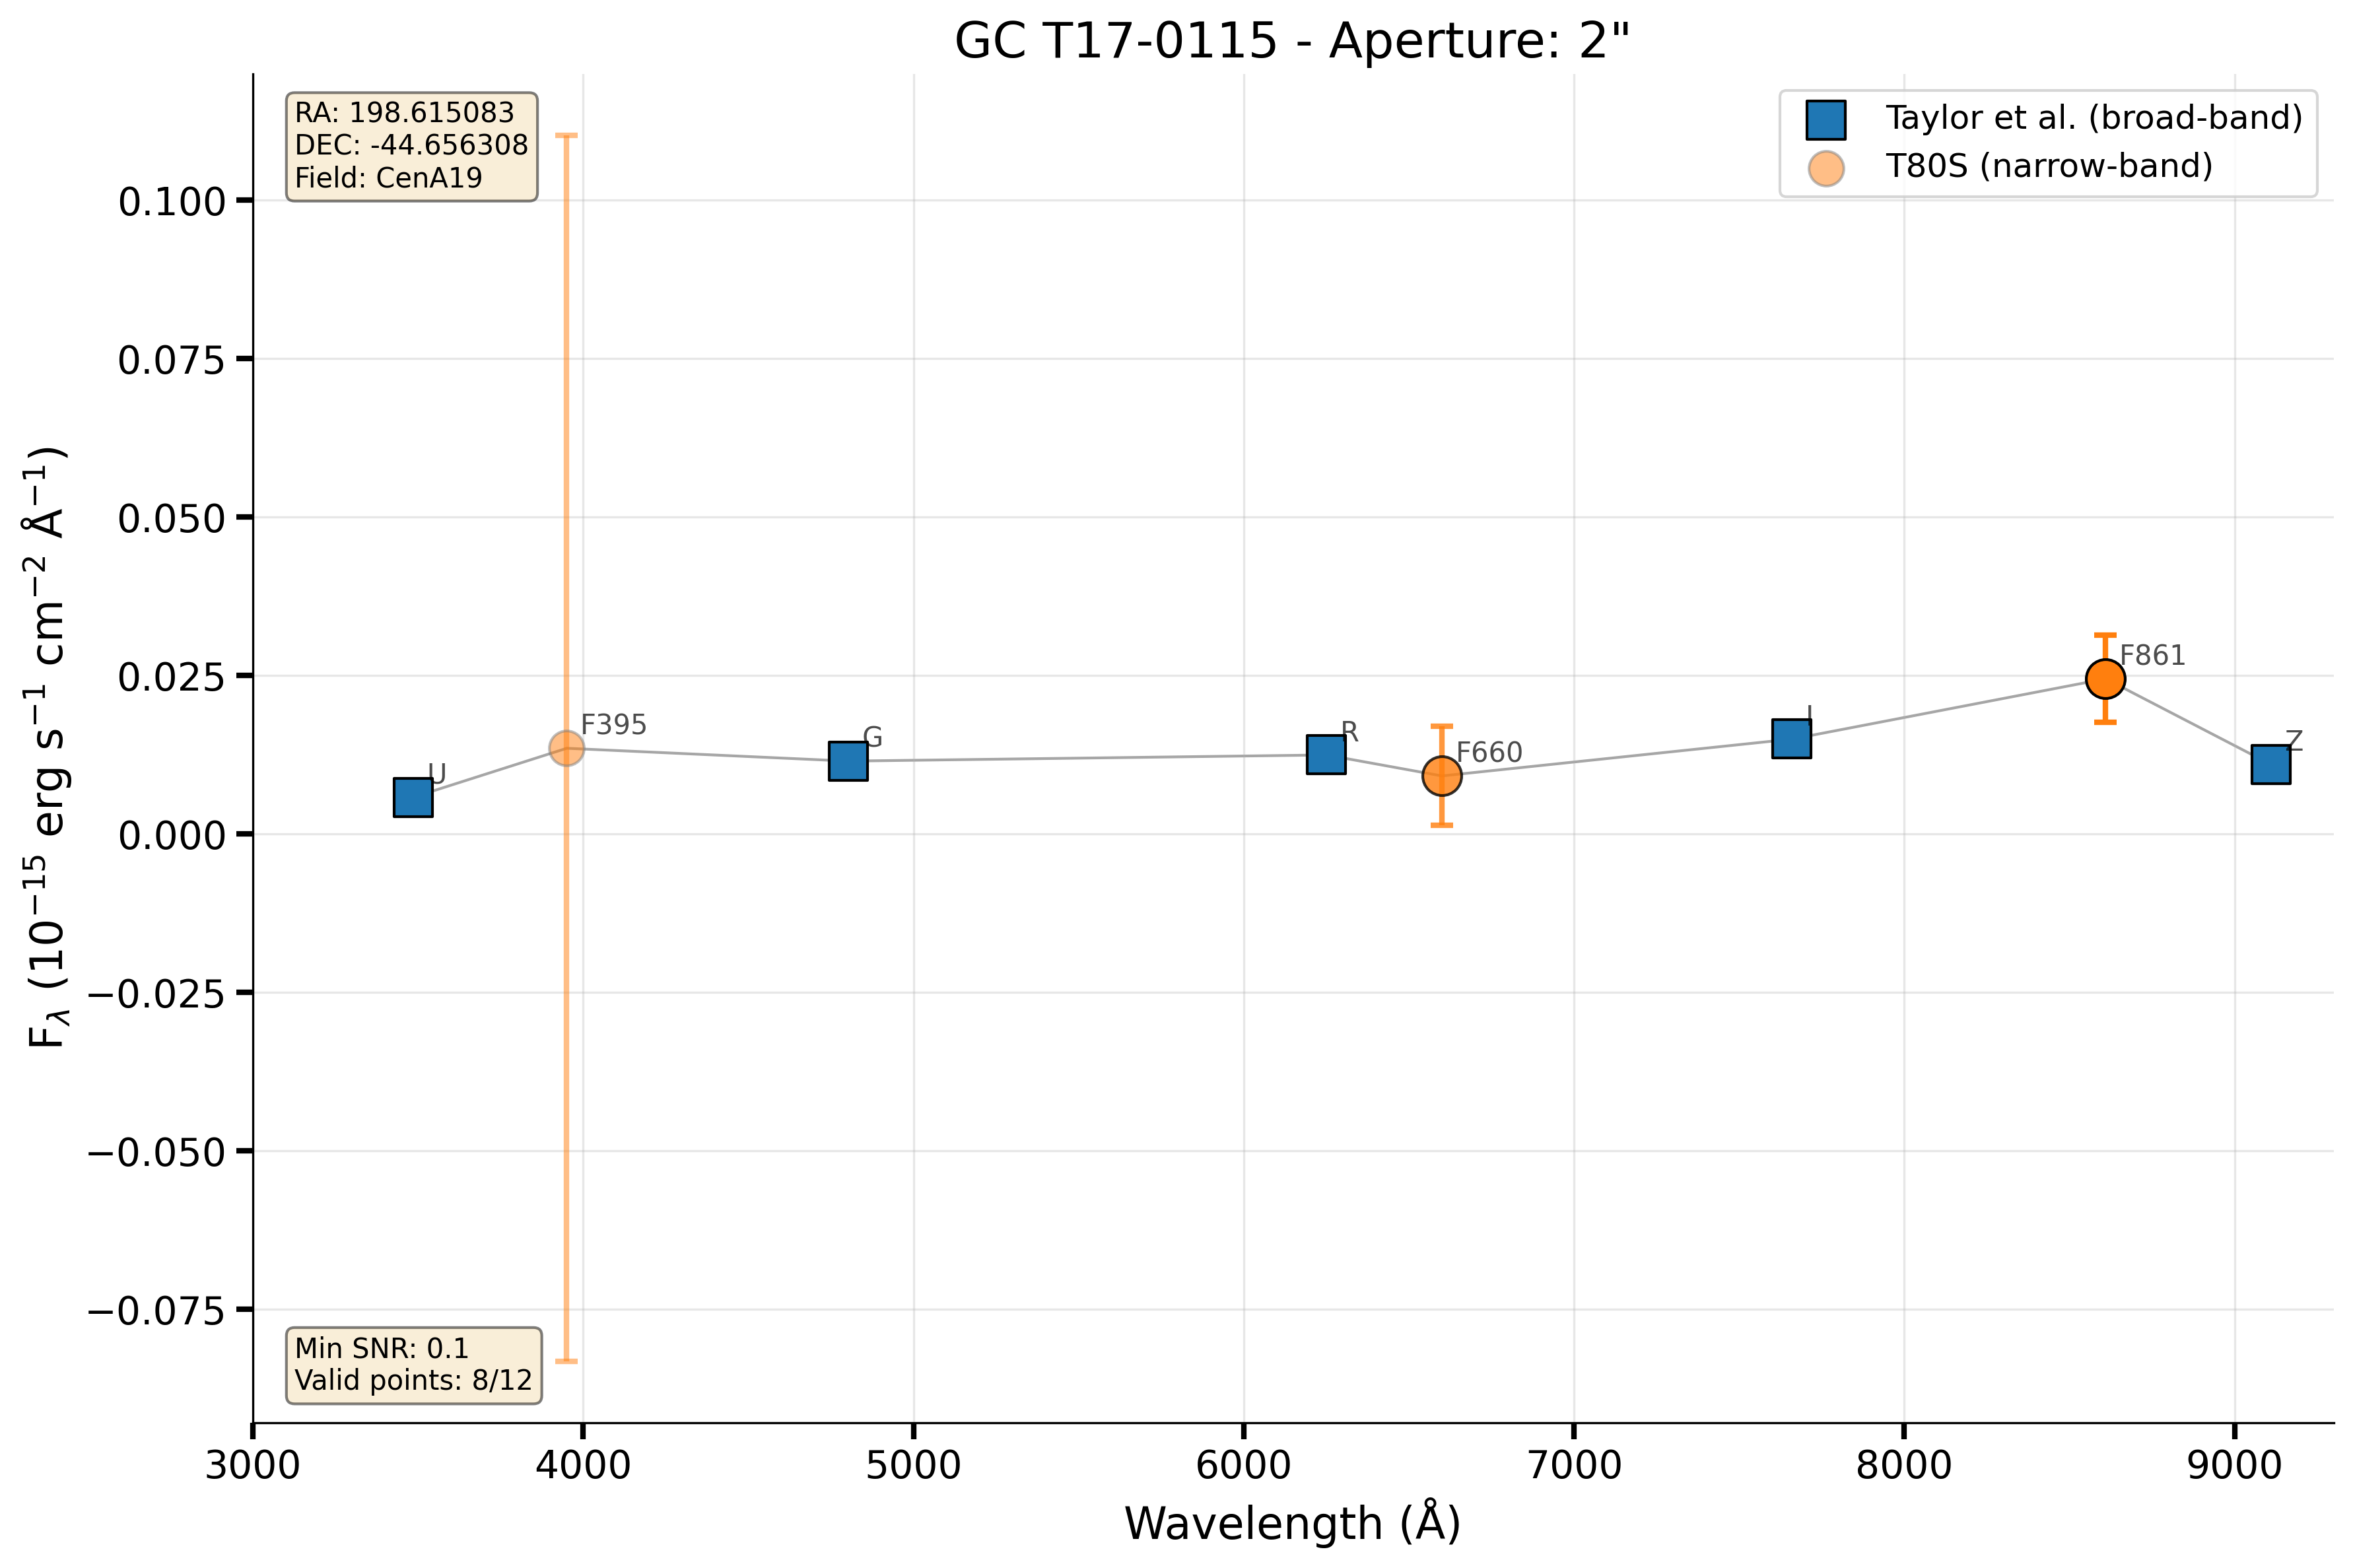 GC T17-0115 - Aperture: 2"
RA: 198.615083
DEC: -44.656308
Field: CenA19
Taylor et al. (broad-band)
T80S (narrow-band)
F$_{λ}$ (10$^{−15}$ erg s$^{−1}$ cm$^{−2}$ Å$^{−1}$)
0.100
0.075
0.050
0.025
0.000
−0.025
−0.050
−0.075
U
F395
G
R
F660
I
F861
Z
Min SNR: 0.1
Valid points: 8/12
3000 4000 5000 6000 7000 8000 9000
Wavelength (Å)